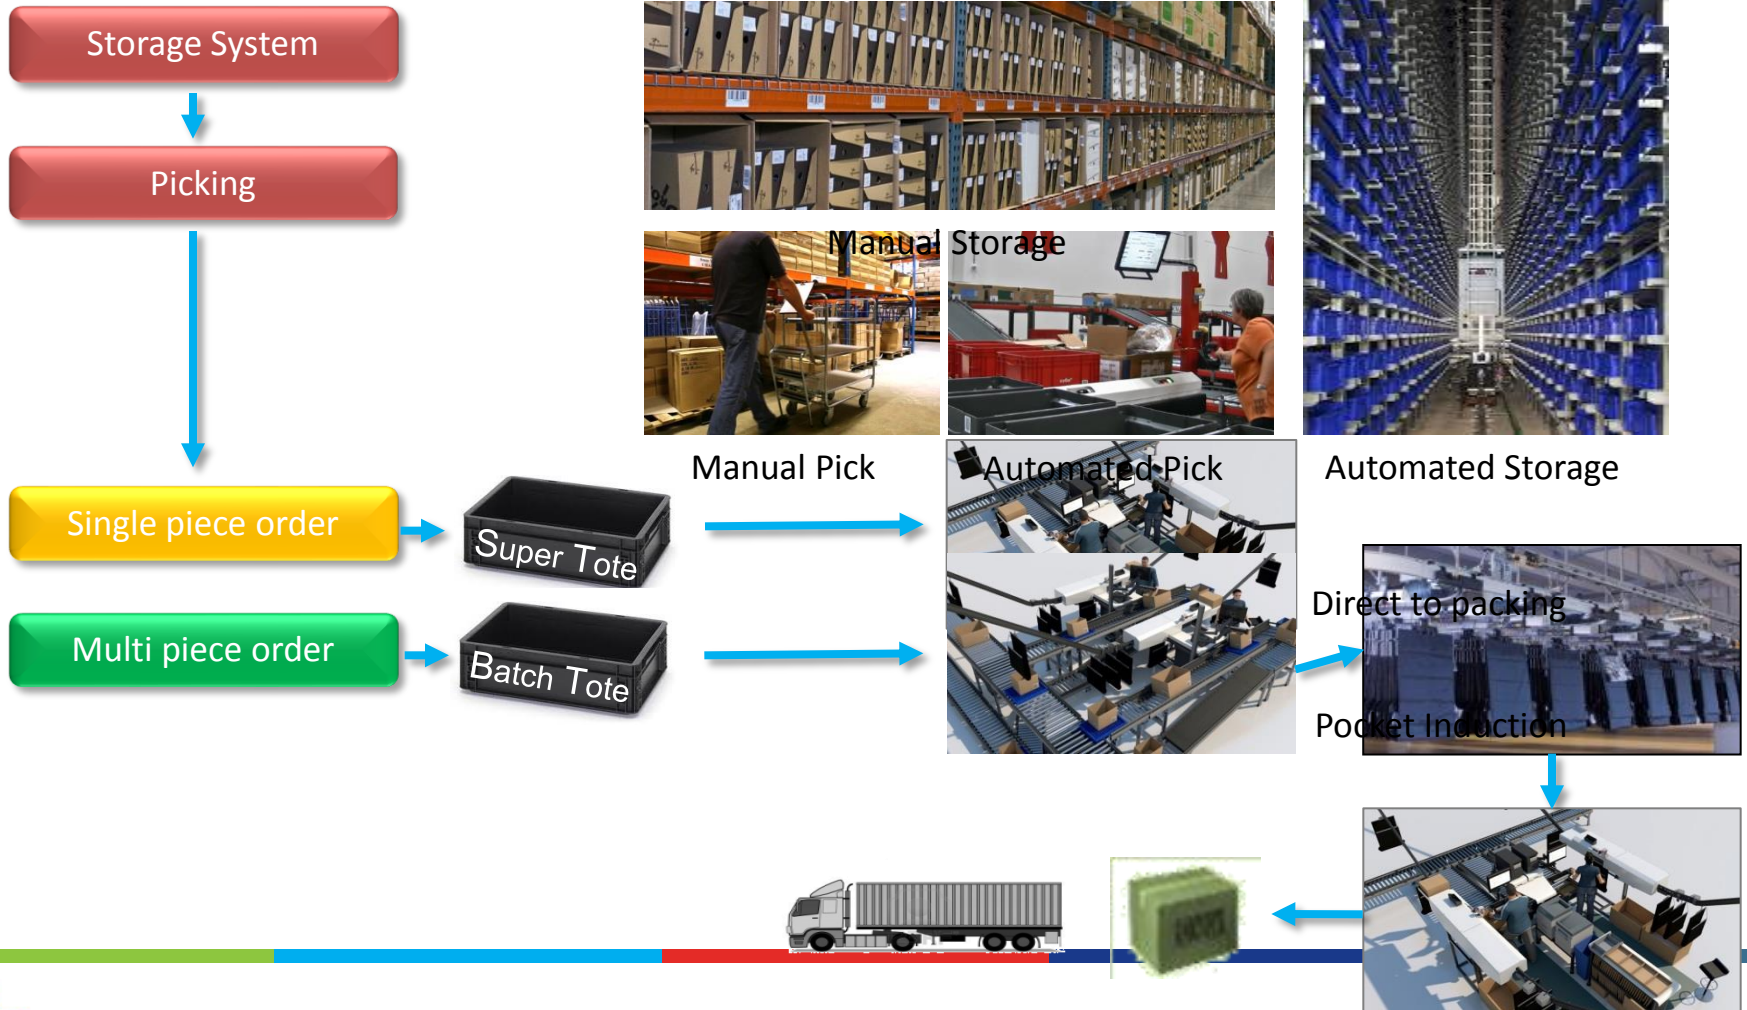 Storage System
Picking
Manual Storage
Manual Pick
Automated Pick
Automated Storage
Single piece order
Super Tote
Direct to packing
Multi piece order
Batch Tote
Pocket Induction